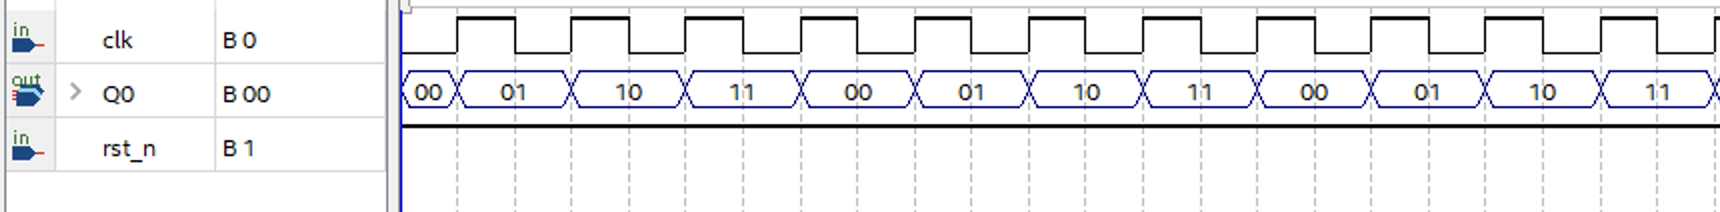 in clk B 0
00 01 10 11 00 01 10 11 00 01 10 11
out Q0 B 00
in rst_n B 1